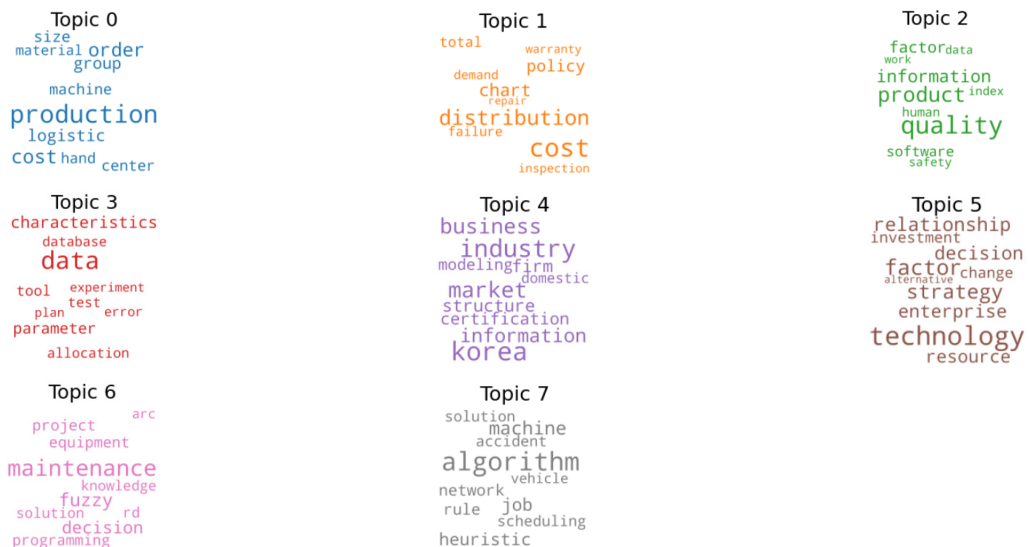 Topic 0
size
material order
group
machine
production
logistic
cost hand
center
Topic 1
total
warranty
policy
demand
chart
repair
distribution
failure
cost
inspection
Topic 2
factor data
work
information
product index
human
quality
software
safety
Topic 3
characteristics
database
data
tool experiment
test
plan error
parameter
allocation
Topic 4
business
industry
modeling firm
domestic
market
structure
certification
information
korea
Topic 5
relationship
investment
decision
factor change
alternative
strategy
enterprise
technology
resource
Topic 6
arc
project
equipment
maintenance
knowledge
fuzzy
solution rd
decision
programming
Topic 7
solution
machine
accident
algorithm
vehicle
network
rule job
scheduling
heuristic